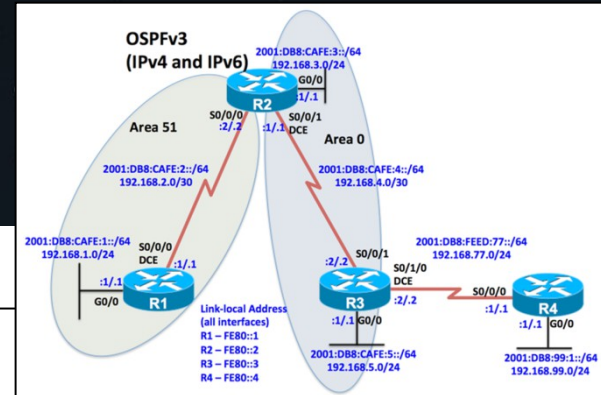 OSPFv3
(IPv4 and IPv6)
2001:DB8:CAFE:3::/64
192.168.3.0/24
G0/0
:1/.1
R2
S0/0/0
:2/.2
:1/.1
S0/0/1
DCE
Area 51
Area 0
2001:DB8:CAFE:2::/64
192.168.2.0/30
2001:DB8:CAFE:4::/64
192.168.4.0/30
2001:DB8:CAFE:1::/64
192.168.1.0/24
S0/0/0
DCE
:1/.1
:1/.1
G0/0
R1
:2/.2
S0/0/1
2001:DB8:FEED:77::/64
192.168.77.0/24
S0/1/0
DCE
:2/.2
S0/0/0
:1/.1
R3
R4
:1/.1
G0/0
:1/.1
G0/0
Link-local Address
(all interfaces)
R1 – FE80::1
R2 – FE80::2
R3 – FE80::3
R4 – FE80::4
2001:DB8:CAFE:5::/64
192.168.5.0/24
2001:DB8:99:1::/64
192.168.99.0/24